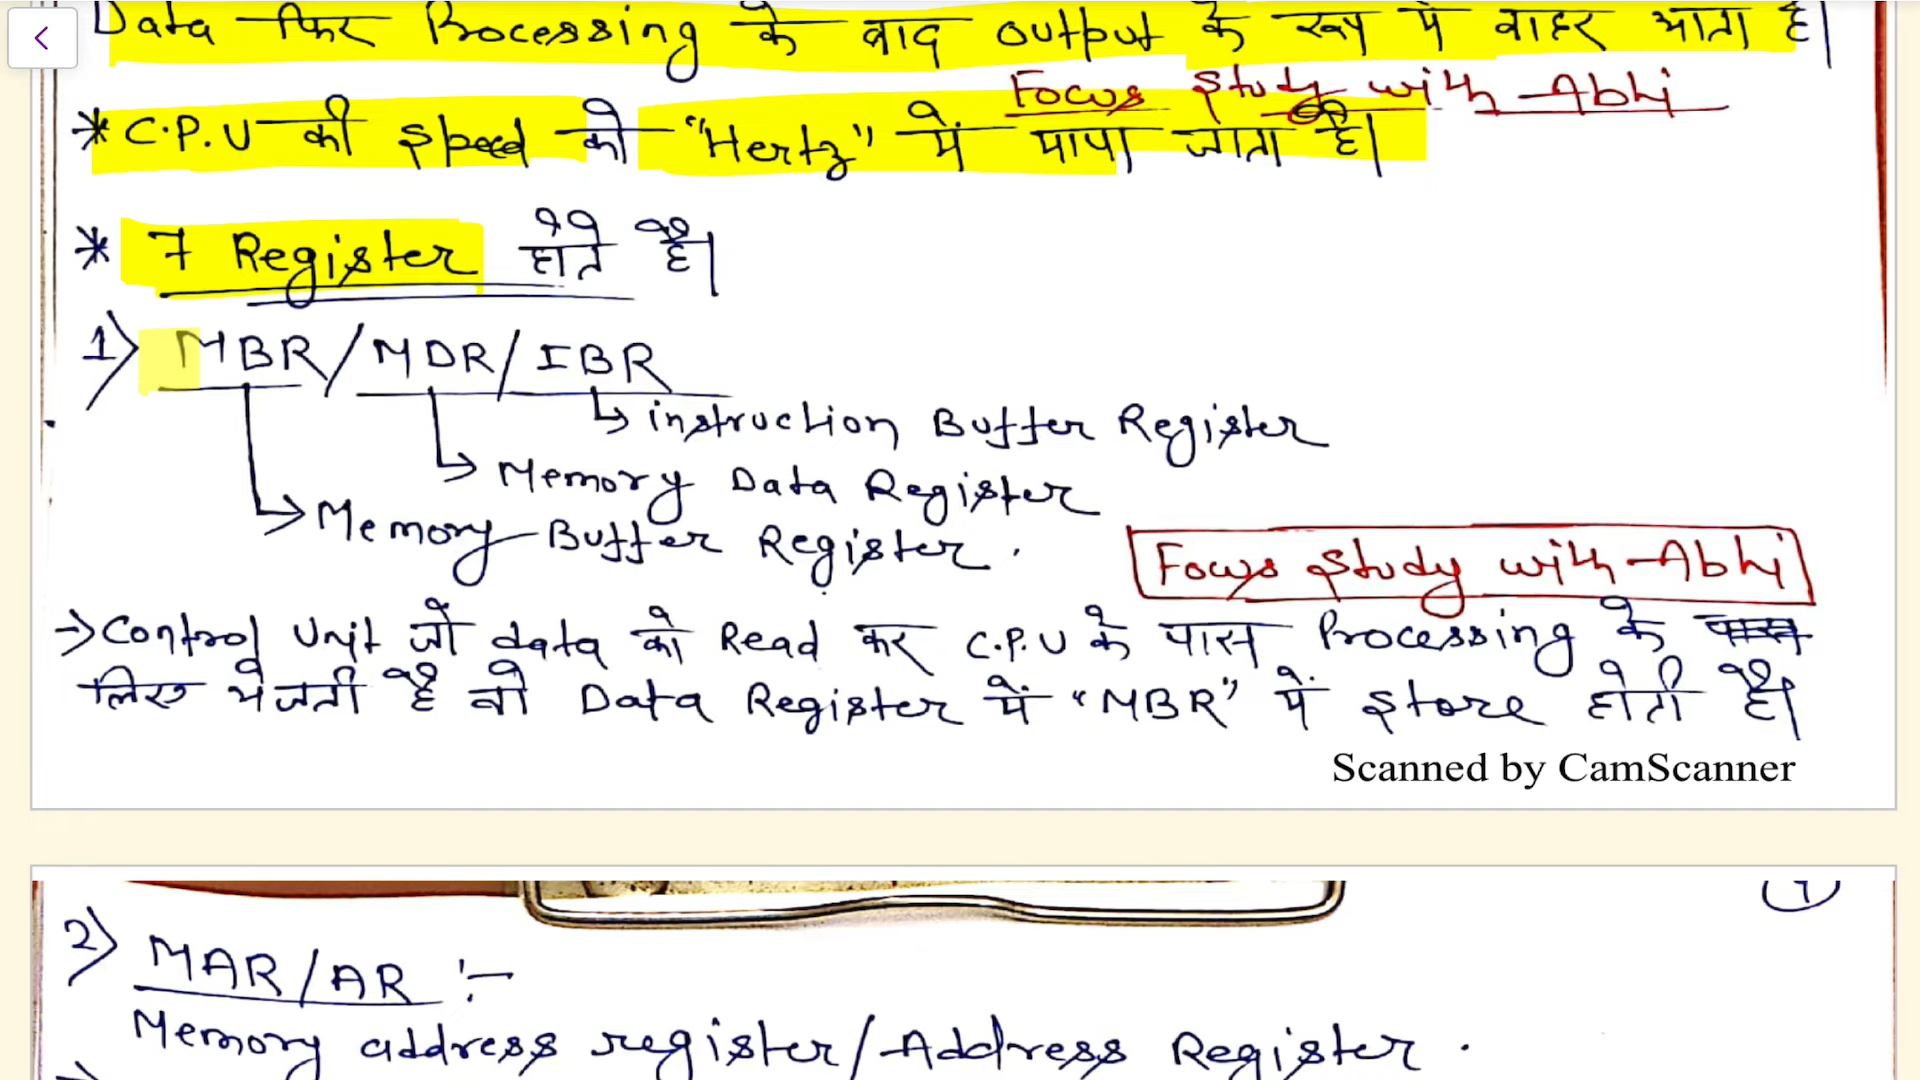 Data फिर Processing के बाद output के रूप में बाहर आता है।
Focus Study with Abhi
* C.P.U की speed को "Hertz" में मापा जाता है।
* 7 Register होते है।
1) MBR/MDR/IBR
↳ instruction Buffer Register
↳ Memory Data Register
↳ Memory Buffer Register.
Focus Study with Abhi
→ Control Unit जो data को Read कर C.P.U के पास Processing के
लिए भेजती है वो Data Register में "MBR" में store होती है।
Scanned by CamScanner
2) MAR/AR :-
Memory address register/Address Register.